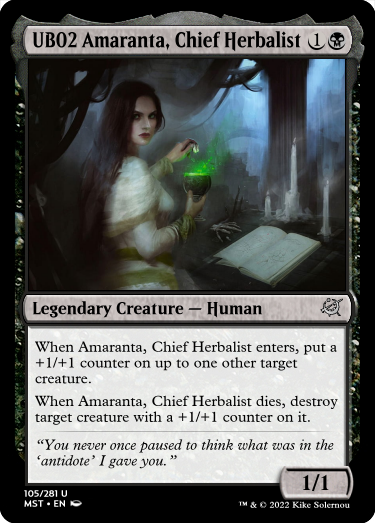 UB02 Amaranta, Chief Herbalist 1
Legendary Creature — Human
When Amaranta, Chief Herbalist enters, put a
+1/+1 counter on up to one other target
creature.
When Amaranta, Chief Herbalist dies, destroy
target creature with a +1/+1 counter on it.
“You never once paused to think what was in the
‘antidote’ I gave you.”
1/1
105/281 U
MST • EN ™ & © 2022 Kike Solernou